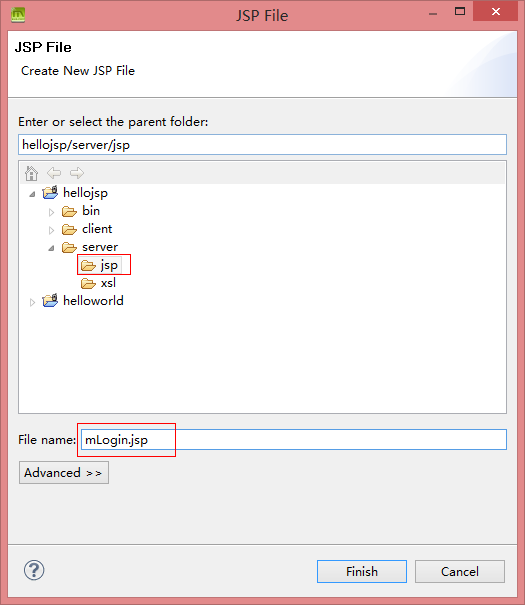 JSP File
JSP File
Create New JSP File
Enter or select the parent folder:
hellojsp/server/jsp
hellojsp
bin
client
server
jsp
xsl
helloworld
File name: mLogin.jsp
Advanced >>
Finish Cancel